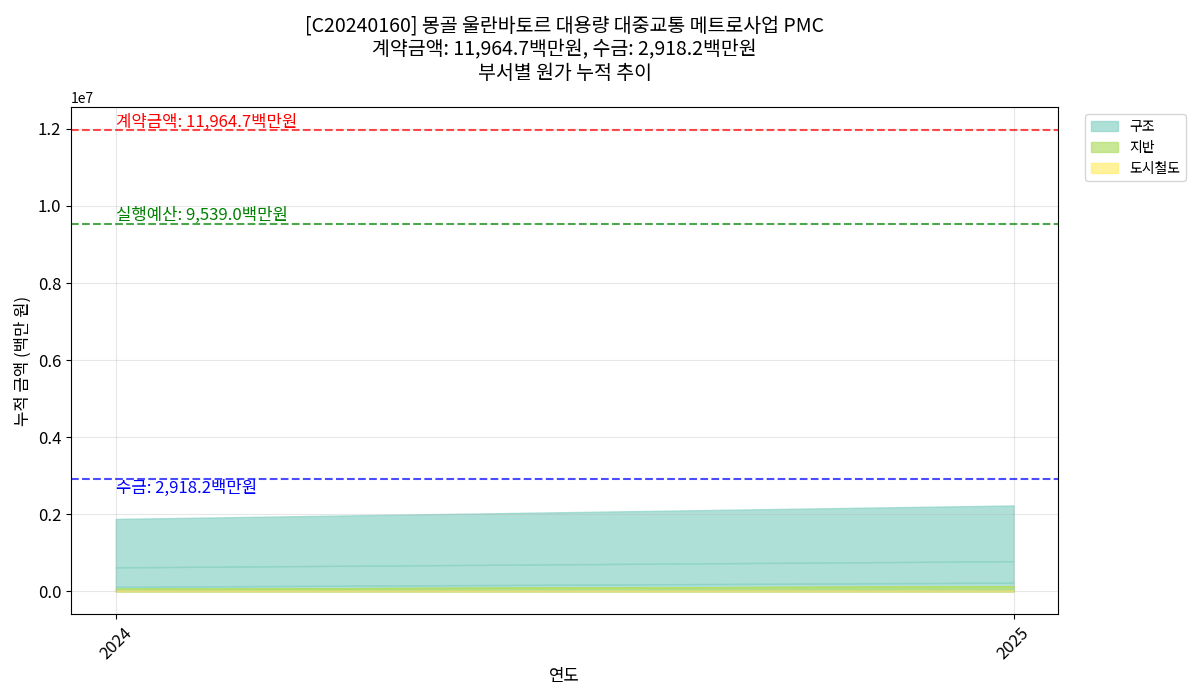 [C20240160] 몽골 울란바토르 대용량 대중교통 메트로사업 PMC
계약금액: 11,964.7백만원, 수금: 2,918.2백만원
부서별 원가 누적 추이
1e7
1.2
1.0
0.8
0.6
0.4
0.2
0.0
누적 금액 (백만 원)
계약금액: 11,964.7백만원
실행예산: 9,539.0백만원
수금: 2,918.2백만원
구조
지반
도시철도
2024
2025
연도